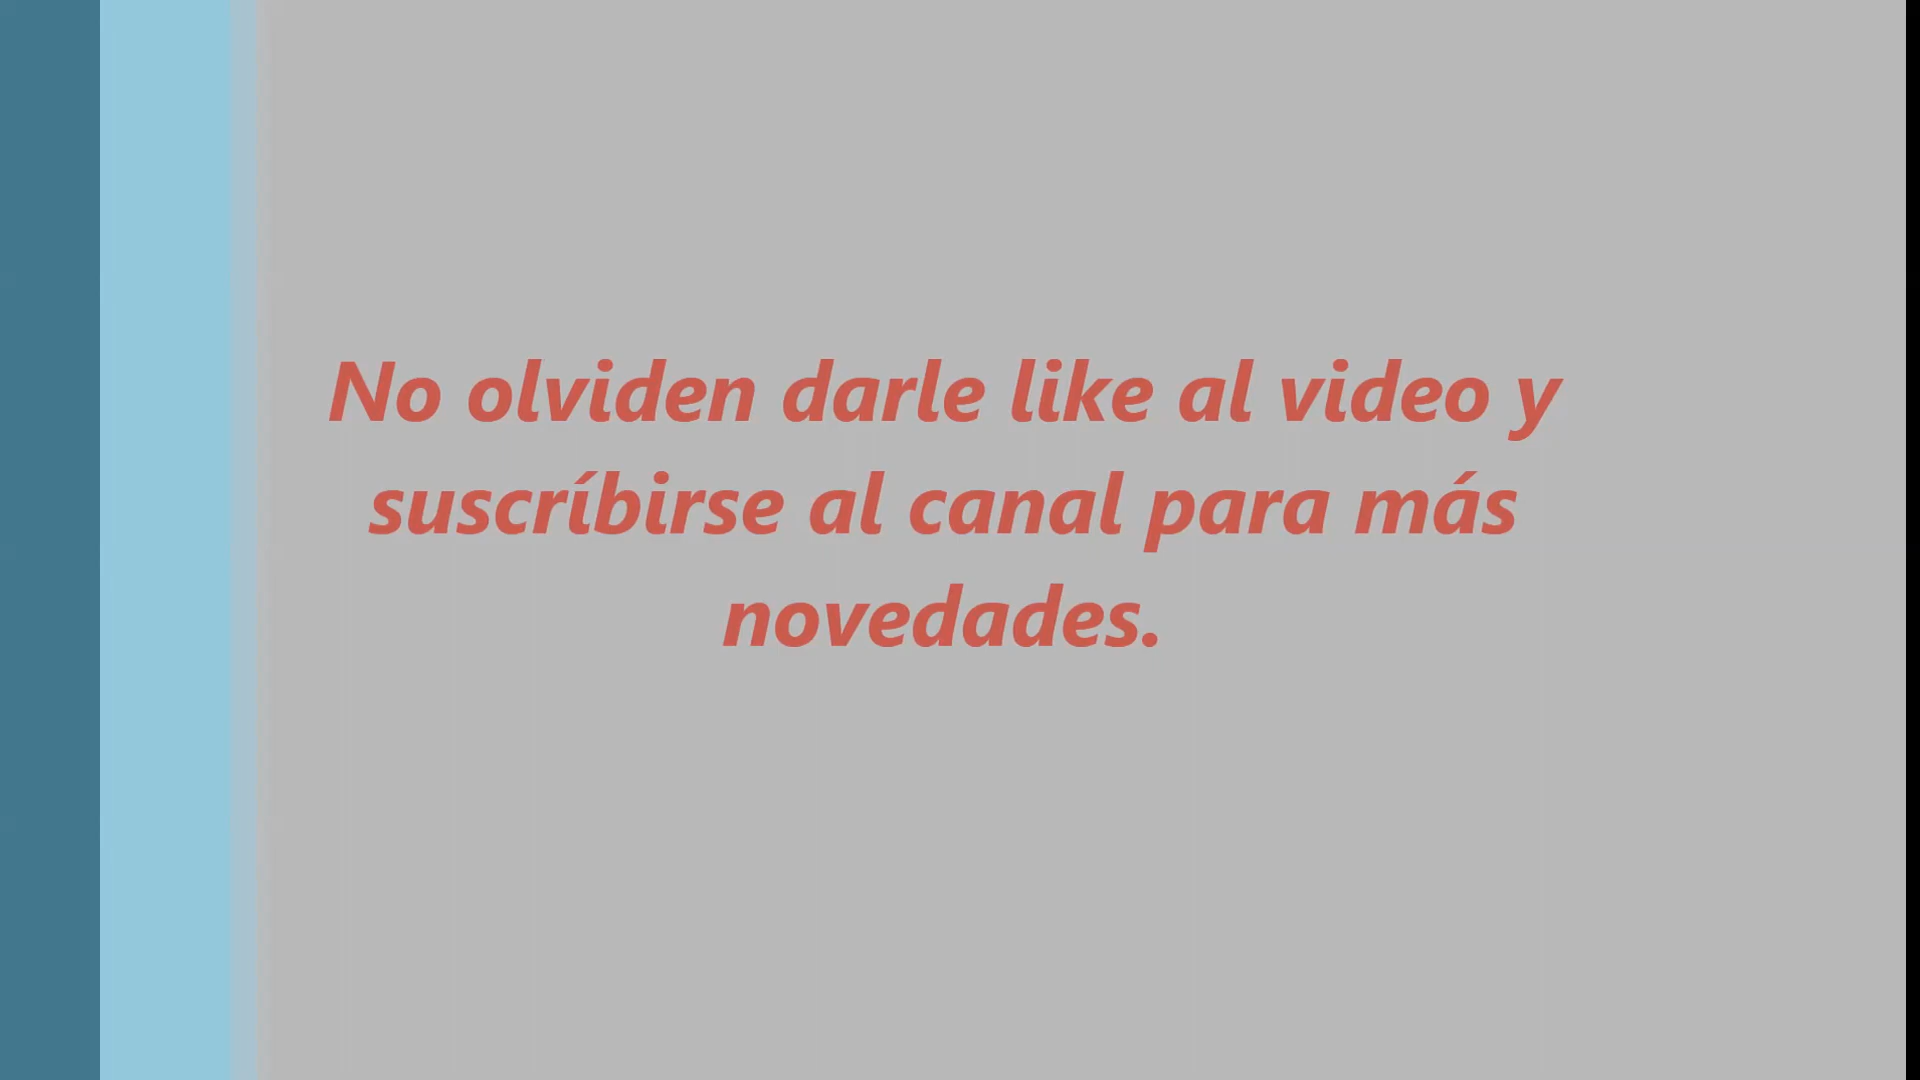 No olviden darle like al video y
suscríbirse al canal para más
novedades.